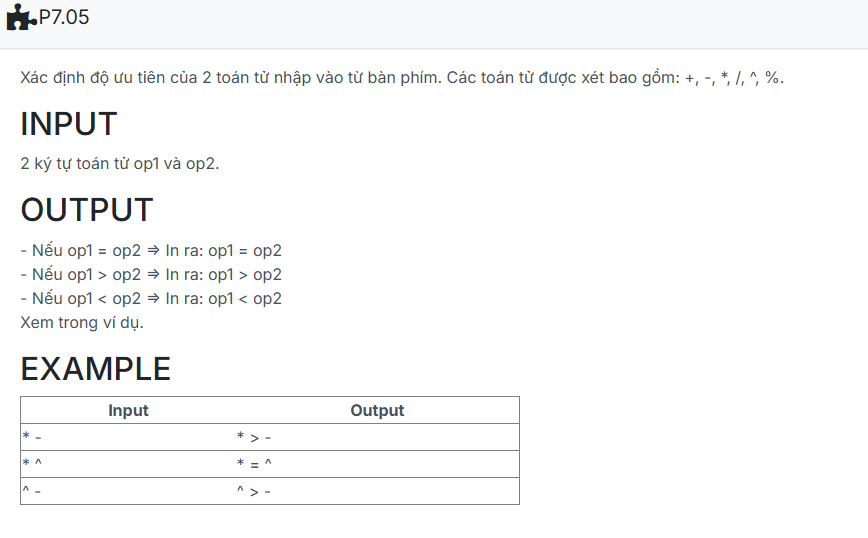 P7.05
Xác định độ ưu tiên của 2 toán tử nhập vào từ bàn phím. Các toán tử được xét bao gồm: +, -, *, /, ^, %.
INPUT
2 ký tự toán tử op1 và op2.
OUTPUT
- Nếu op1 = op2 => In ra: op1 = op2
- Nếu op1 > op2 => In ra: op1 > op2
- Nếu op1 < op2 => In ra: op1 < op2
Xem trong ví dụ.
EXAMPLE
Input Output
* - * > -
* ^ * = ^
^ - ^ > -